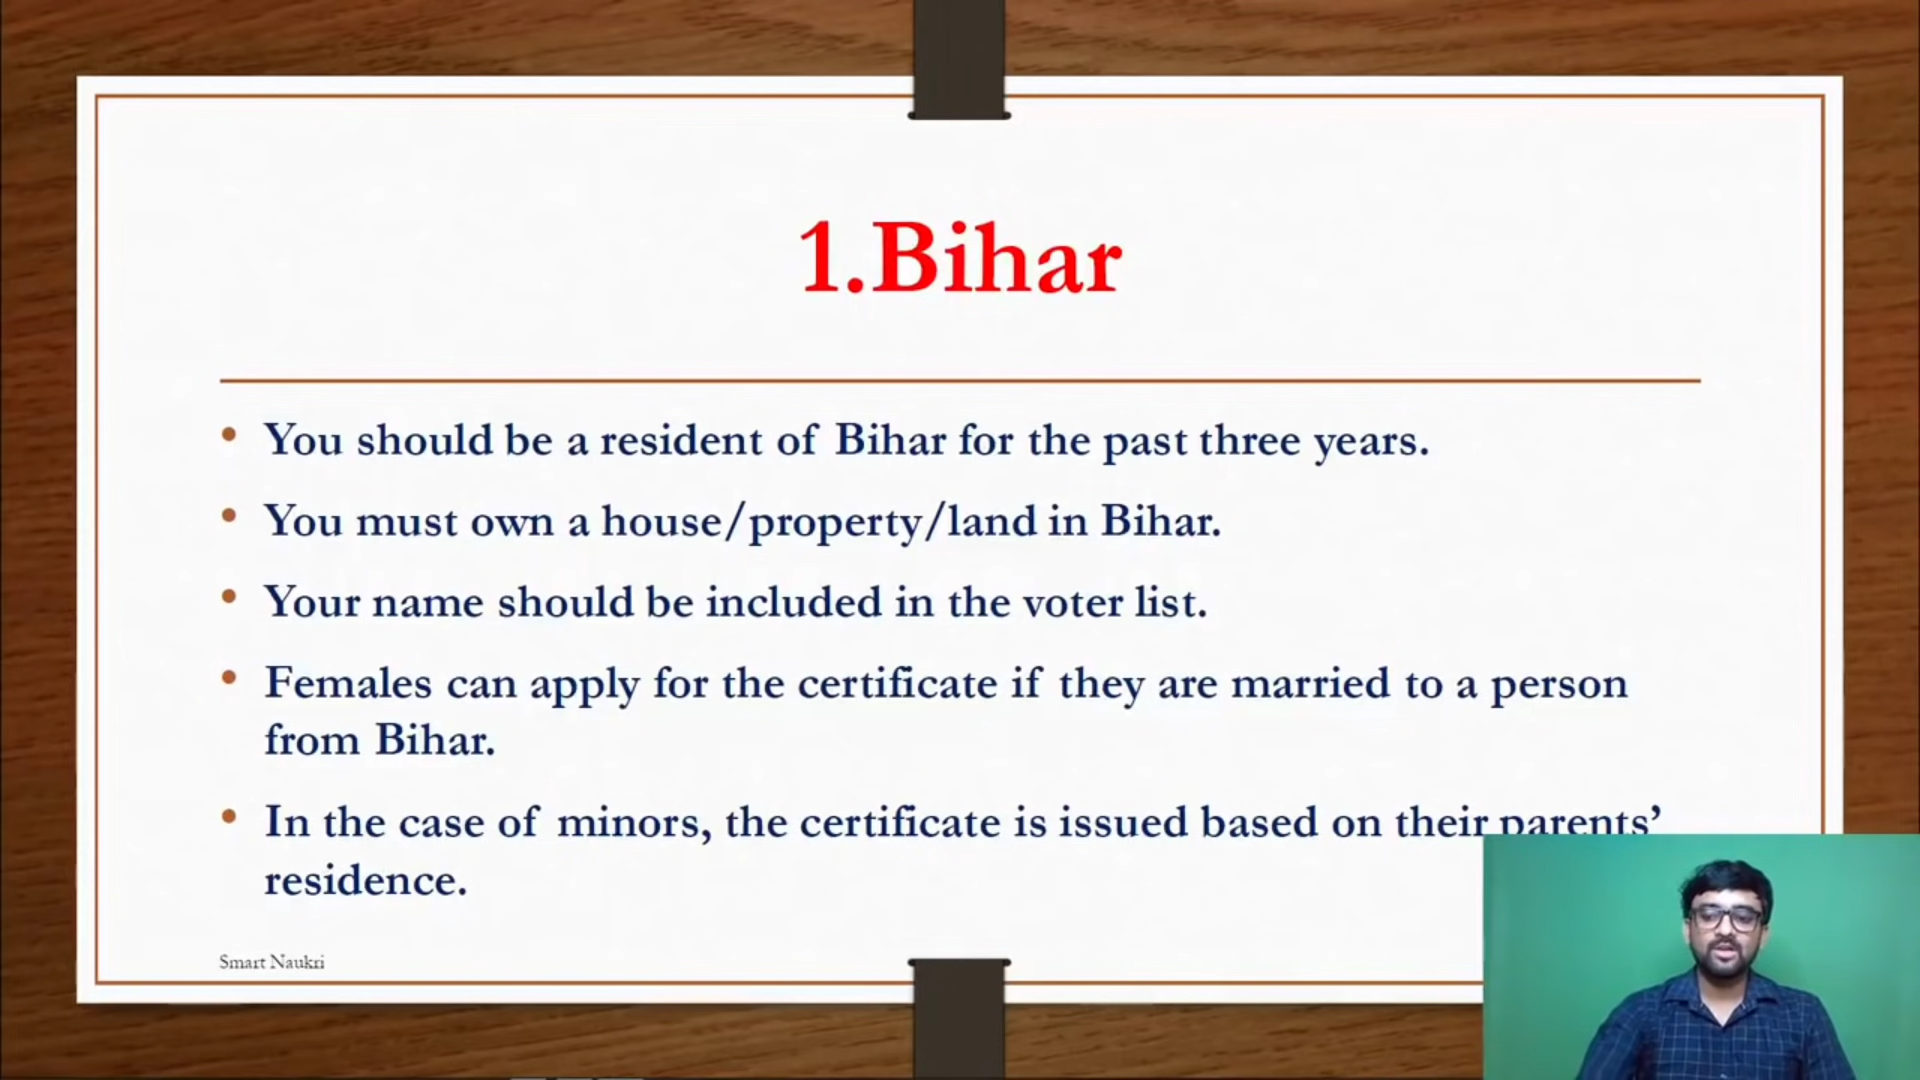 1.Bihar
• You should be a resident of Bihar for the past three years.
• You must own a house/property/land in Bihar.
• Your name should be included in the voter list.
• Females can apply for the certificate if they are married to a person
from Bihar.
• In the case of minors, the certificate is issued based on their parents’
residence.
Smart Naukri